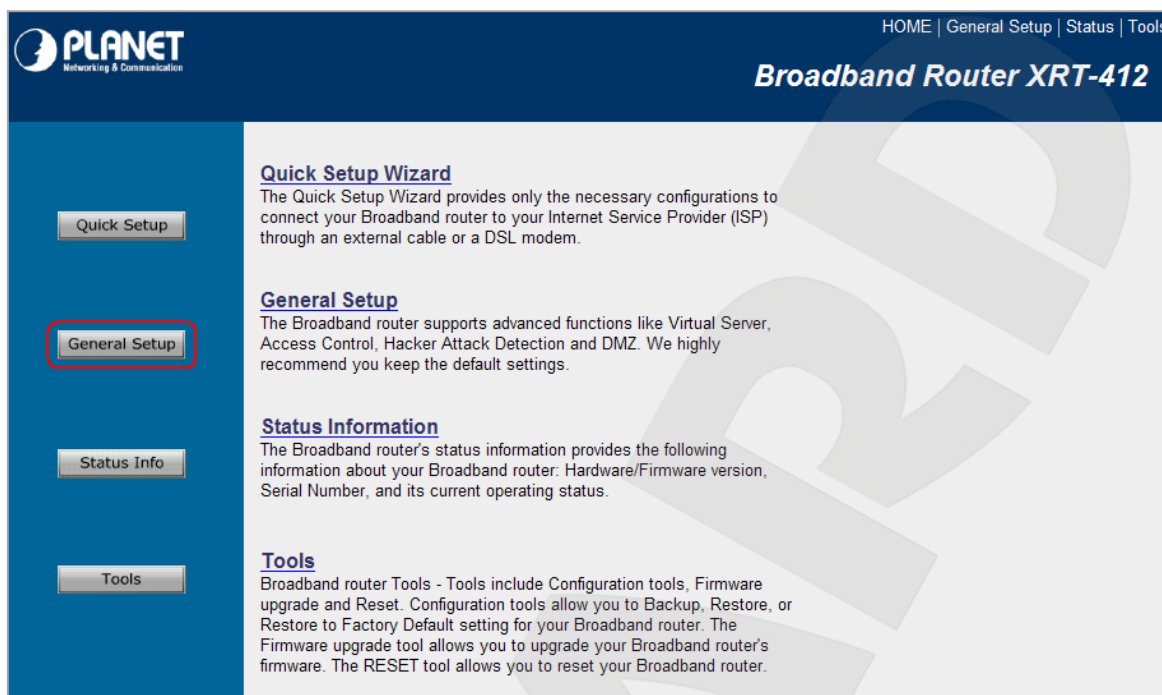 PLANET
Networking & Communication
HOME | General Setup | Status | Tools
Broadband Router XRT-412
Quick Setup
General Setup
Status Info
Tools
Quick Setup Wizard
The Quick Setup Wizard provides only the necessary configurations to
connect your Broadband router to your Internet Service Provider (ISP)
through an external cable or a DSL modem.
General Setup
The Broadband router supports advanced functions like Virtual Server,
Access Control, Hacker Attack Detection and DMZ. We highly
recommend you keep the default settings.
Status Information
The Broadband router's status information provides the following
information about your Broadband router: Hardware/Firmware version,
Serial Number, and its current operating status.
Tools
Broadband router Tools - Tools include Configuration tools, Firmware
upgrade and Reset. Configuration tools allow you to Backup, Restore, or
Restore to Factory Default setting for your Broadband router. The
Firmware upgrade tool allows you to upgrade your Broadband router's
firmware. The RESET tool allows you to reset your Broadband router.